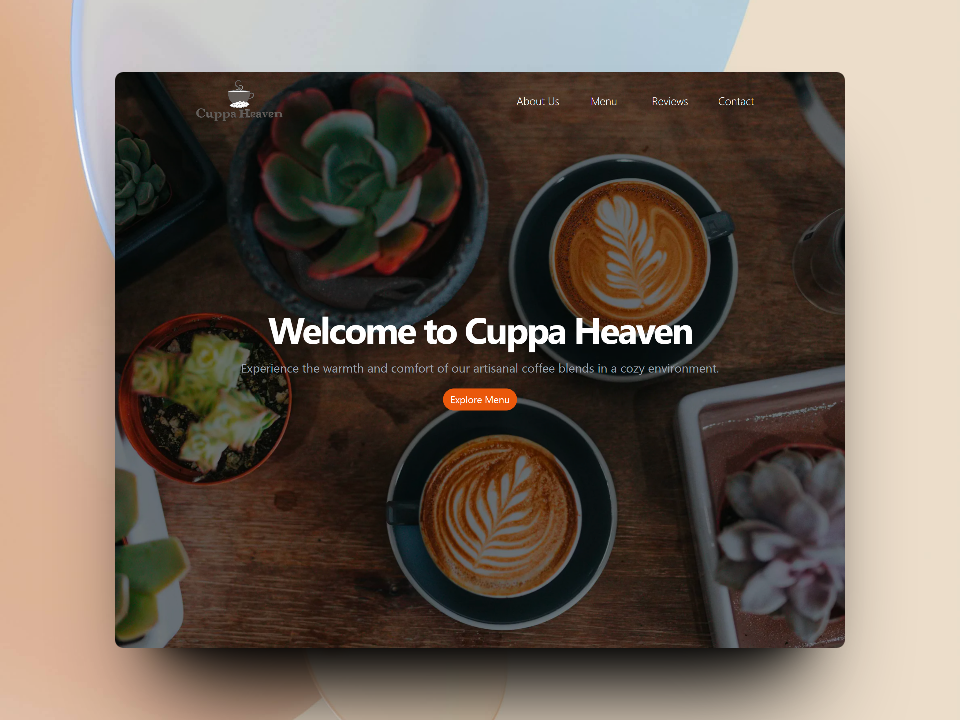 Cuppa Heaven
About Us Menu Reviews Contact
Welcome to Cuppa Heaven
Experience the warmth and comfort of our artisanal coffee blends in a cozy environment.
Explore Menu